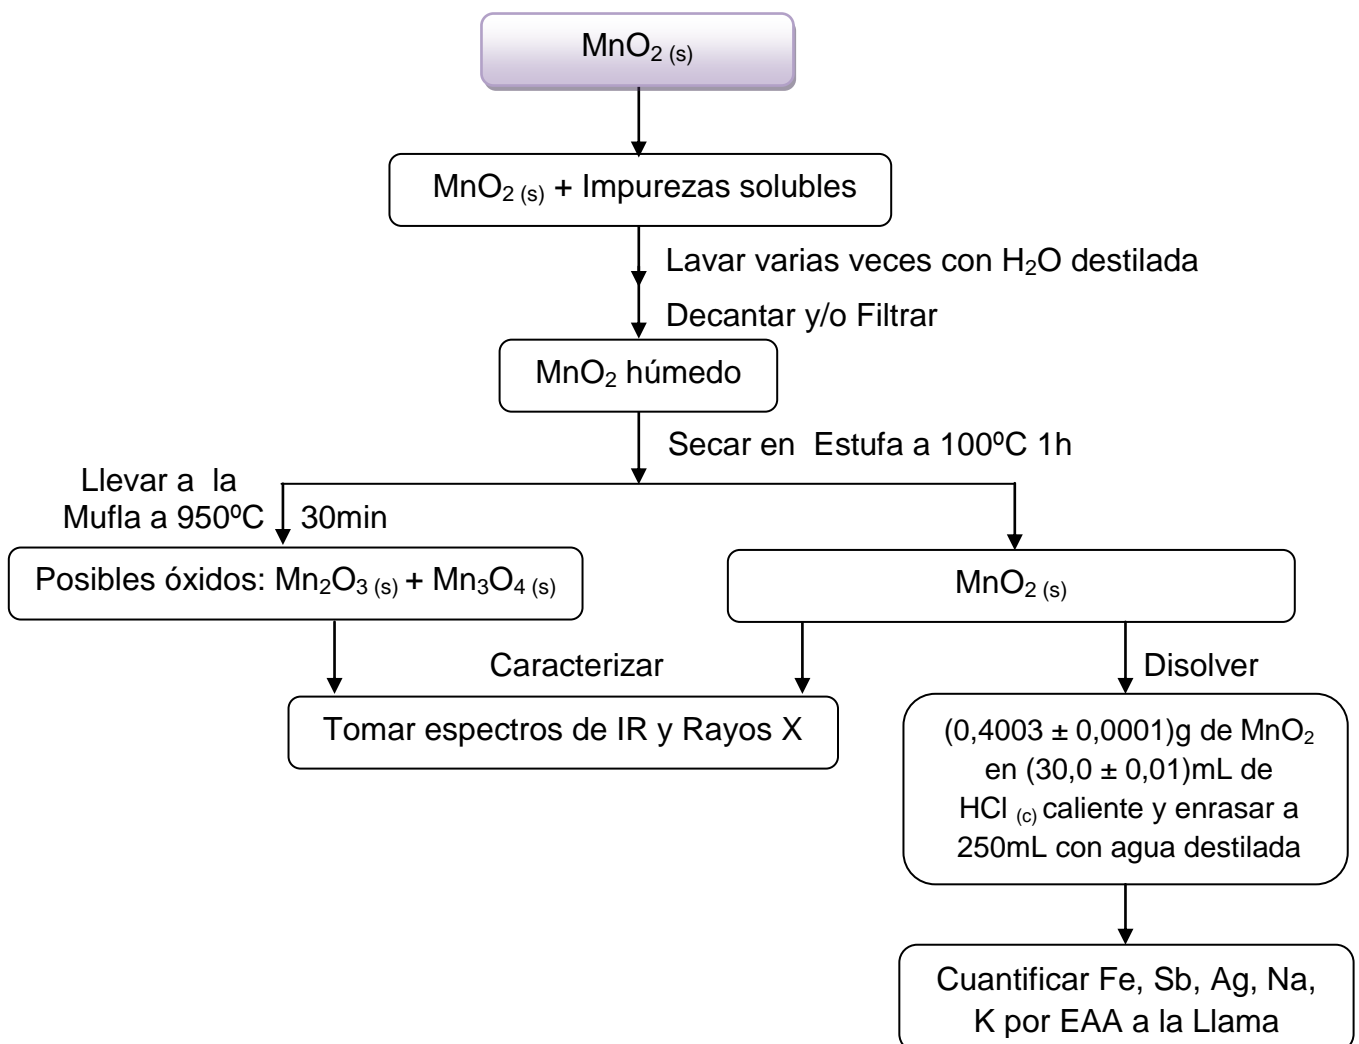 MnO₂ (s)
MnO₂ (s) + Impurezas solubles
Lavar varias veces con H₂O destilada
Decantar y/o Filtrar
MnO₂ húmedo
Secar en Estufa a 100ºC 1h
Llevar a la
Mufla a 950ºC 30min
Posibles óxidos: Mn₂O₃ (s) + Mn₃O₄ (s)
MnO₂ (s)
Caracterizar
Disolver
Tomar espectros de IR y Rayos X
(0,4003 ± 0,0001)g de MnO₂
en (30,0 ± 0,01)mL de
HCl (c) caliente y enrasar a
250mL con agua destilada
Cuantificar Fe, Sb, Ag, Na,
K por EAA a la Llama